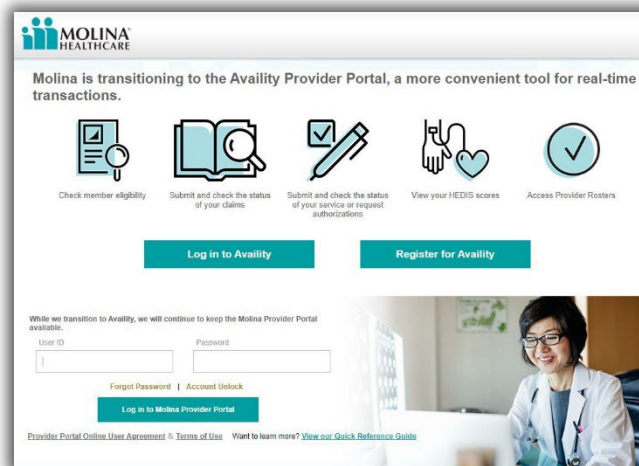 MOLINA
HEALTHCARE
Molina is transitioning to the Availity Provider Portal, a more convenient tool for real-time
transactions.
Check member eligibility
Submit and check the status
of your claims
Submit and check the status
of your service or request
authorizations
View your HEDIS scores
Access Provider Rosters
Log in to Availity
Register for Availity
While we transition to Availity, we will continue to keep the Molina Provider Portal
available.
User ID
Password
Forgot Password | Account Unlock
Log in to Molina Provider Portal
Provider Portal Online User Agreement & Terms of Use Want to learn more? View our Quick Reference Guide